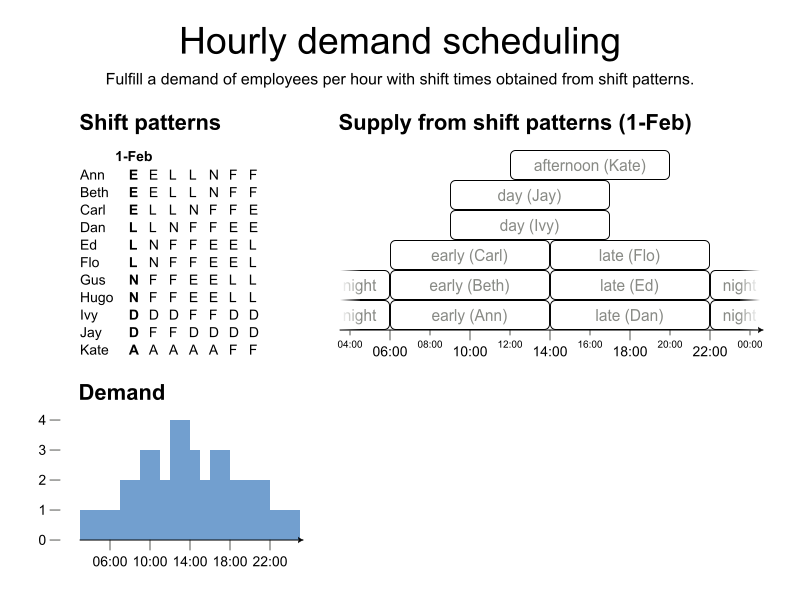 Hourly demand scheduling
Fulfill a demand of employees per hour with shift times obtained from shift patterns.
Shift patterns
1-Feb
Ann E E L L N F F
Beth E E L L N F F
Carl E L L N F F E
Dan L L N F F E E
Ed L N F F E E L
Flo L N F F E E L
Gus N F F E E L L
Hugo N F F E E L L
Ivy D D D F F D D
Jay D F F D D D D
Kate A A A A A F F
Supply from shift patterns (1-Feb)
afternoon (Kate)
day (Jay)
day (Ivy)
early (Carl) late (Flo)
night early (Beth) late (Ed) night
night early (Ann) late (Dan) night
04:00 06:00 08:00 10:00 12:00 14:00 16:00 18:00 20:00 22:00 00:00
Demand
4
3
2
1
0
06:00 10:00 14:00 18:00 22:00